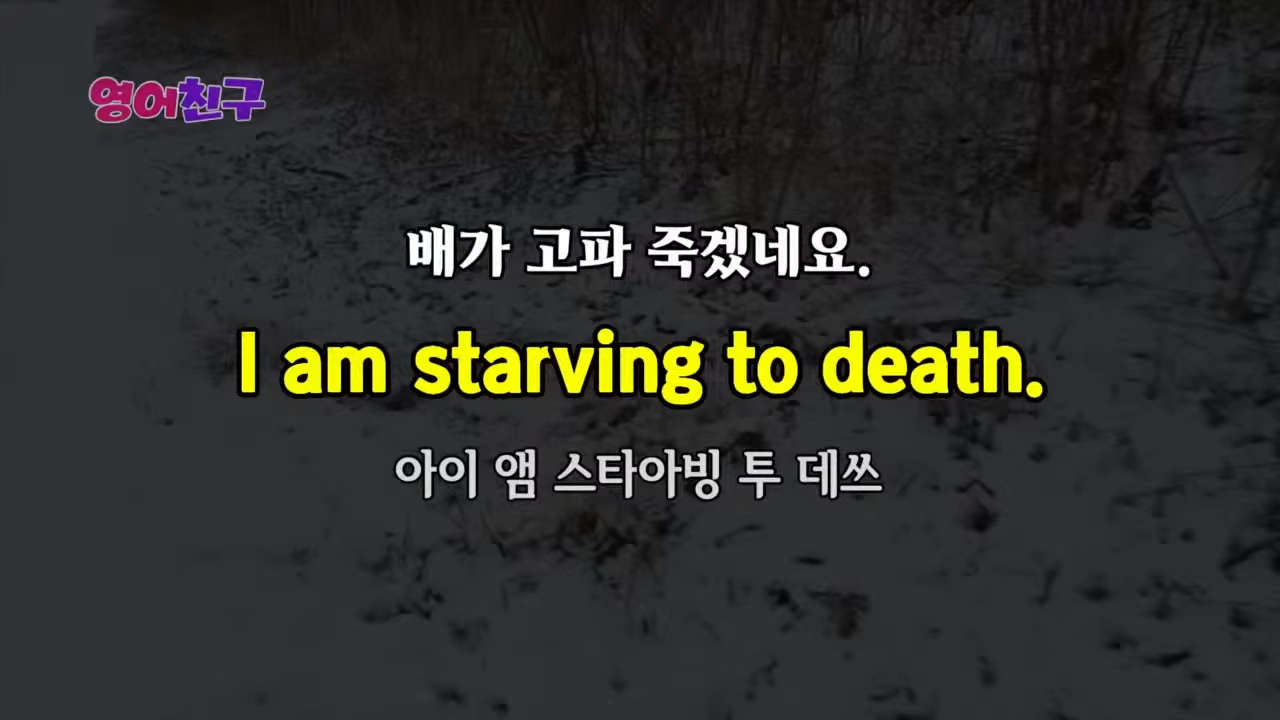 영어친구
배가 고파 죽겠네요.
I am starving to death.
아이 앰 스타아빙 투 데쓰